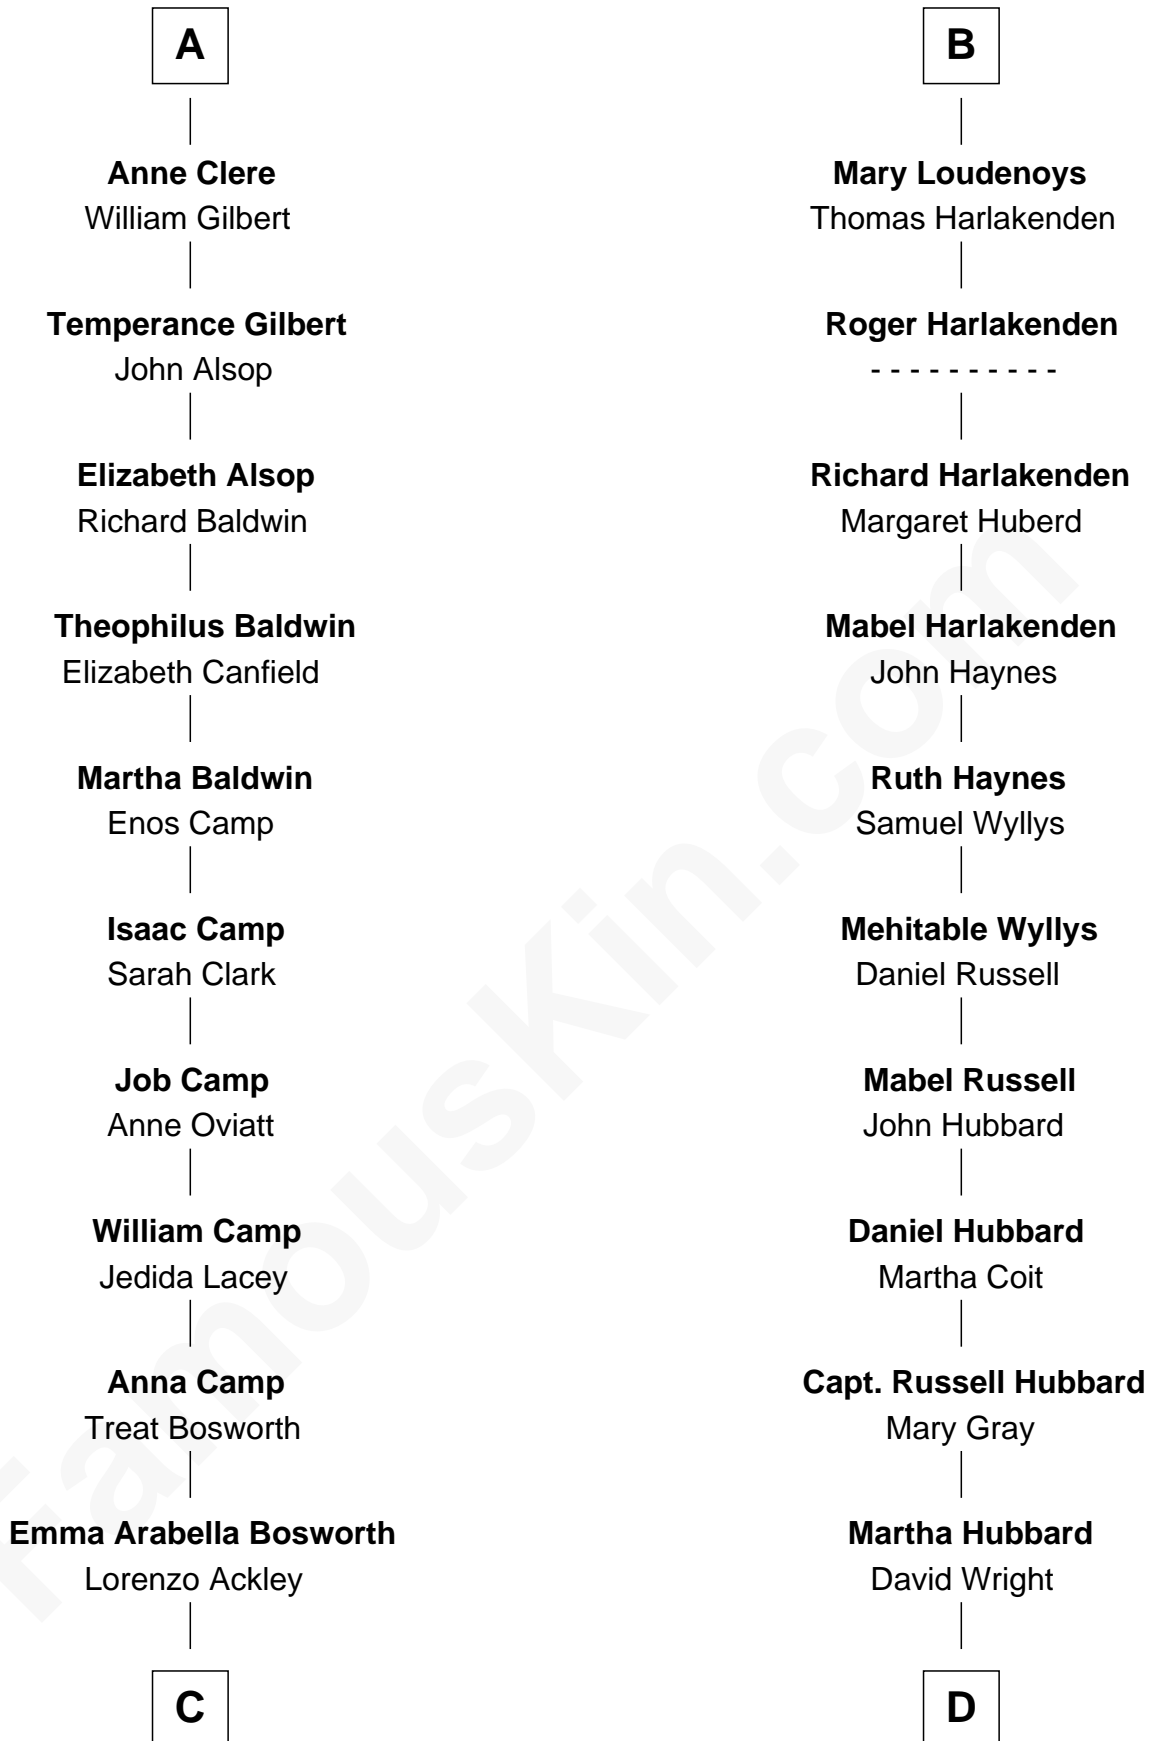 A
Anne Clere
William Gilbert
Temperance Gilbert
John Alsop
Elizabeth Alsop
Richard Baldwin
Theophilus Baldwin
Elizabeth Canfield
Martha Baldwin
Enos Camp
Isaac Camp
Sarah Clark
Job Camp
Anne Oviatt
William Camp
Jedida Lacey
Anna Camp
Treat Bosworth
Emma Arabella Bosworth
Lorenzo Ackley
C
B
Mary Loudenoys
Thomas Harlakenden
Roger Harlakenden
- - - - - - - - - -
Richard Harlakenden
Margaret Huberd
Mabel Harlakenden
John Haynes
Ruth Haynes
Samuel Wyllys
Mehitable Wyllys
Daniel Russell
Mabel Russell
John Hubbard
Daniel Hubbard
Martha Coit
Capt. Russell Hubbard
Mary Gray
Martha Hubbard
David Wright
D
FamousKin.com